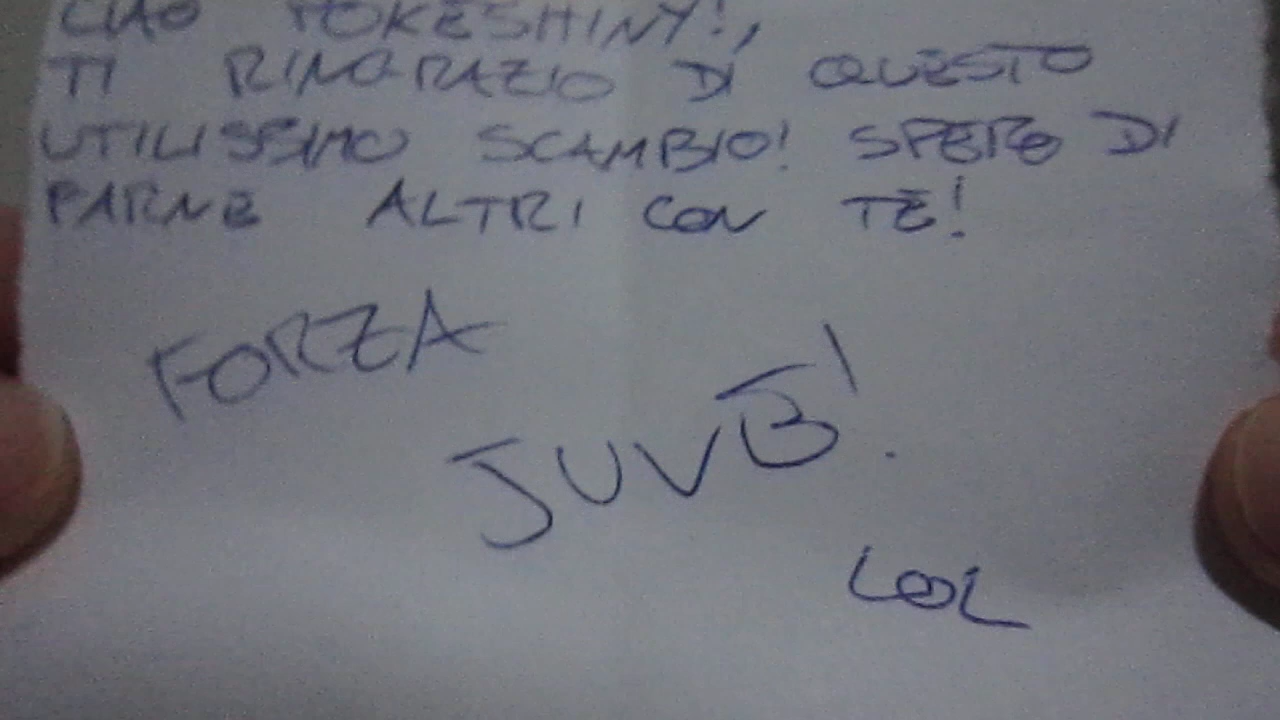 CIAO POKESHINY!,
TI RINGRAZIO DI QUESTO
UTILISSIMO SCAMBIO! SPERO DI
FARNE ALTRI CON TE!
FORZA
JUVE!
LOL